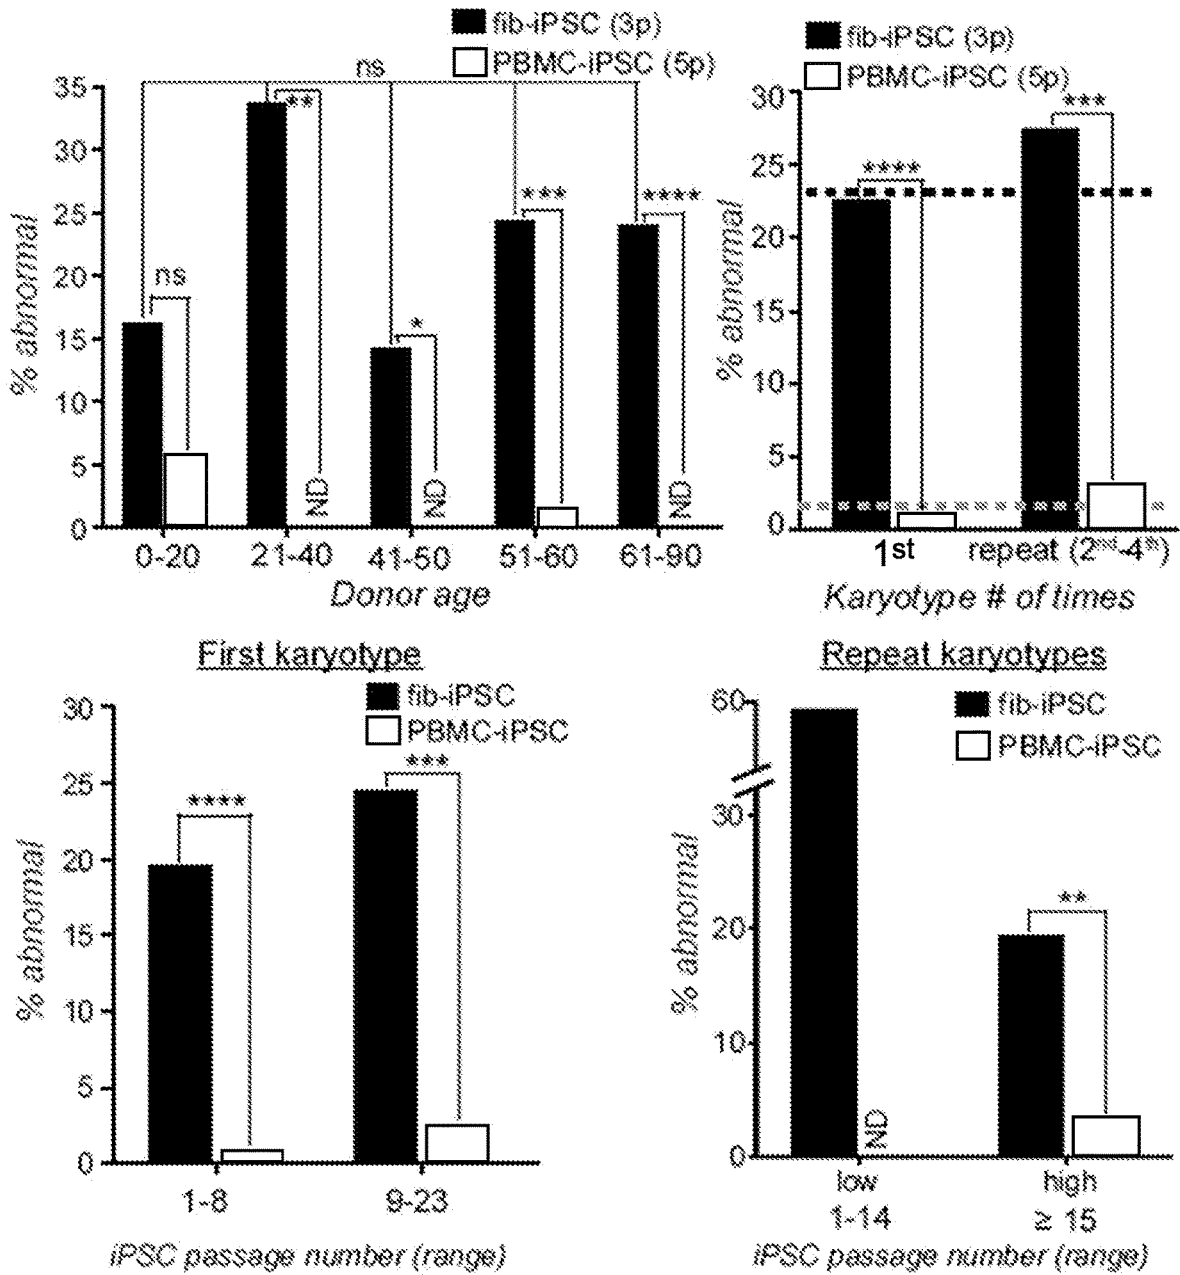 fib-iPSC (3p)
PBMC-iPSC (5p)
ns
35
30
25
20
15
10
5
0
% abnormal
ns
**
*
***
****
ND
ND
ND
0-20 21-40 41-50 51-60 61-90
Donor age
fib-iPSC (3p)
PBMC-iPSC (5p)
30
25
20
15
10
5
0
% abnormal
****
***
1st repeat (2nd-4th)
Karyotype # of times
First karyotype
fib-iPSC
PBMC-iPSC
30
25
20
15
10
5
0
% abnormal
****
***
1-8 9-23
iPSC passage number (range)
Repeat karyotypes
fib-iPSC
PBMC-iPSC
60
30
20
10
0
% abnormal
**
ND
low high
1-14 ≥ 15
iPSC passage number (range)